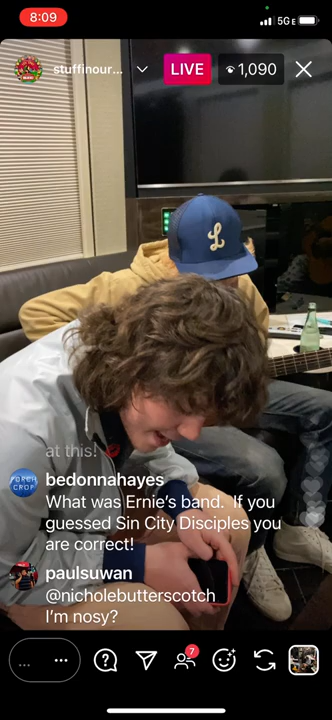 8:09
5GE
stuffinour...
LIVE
1,090
L
at this! 💋
bedonnahayes
What was Ernie's band. If you
guessed Sin City Disciples you
are correct!
paulsuwan
@nicholebutterscotch
I'm nosy?
7